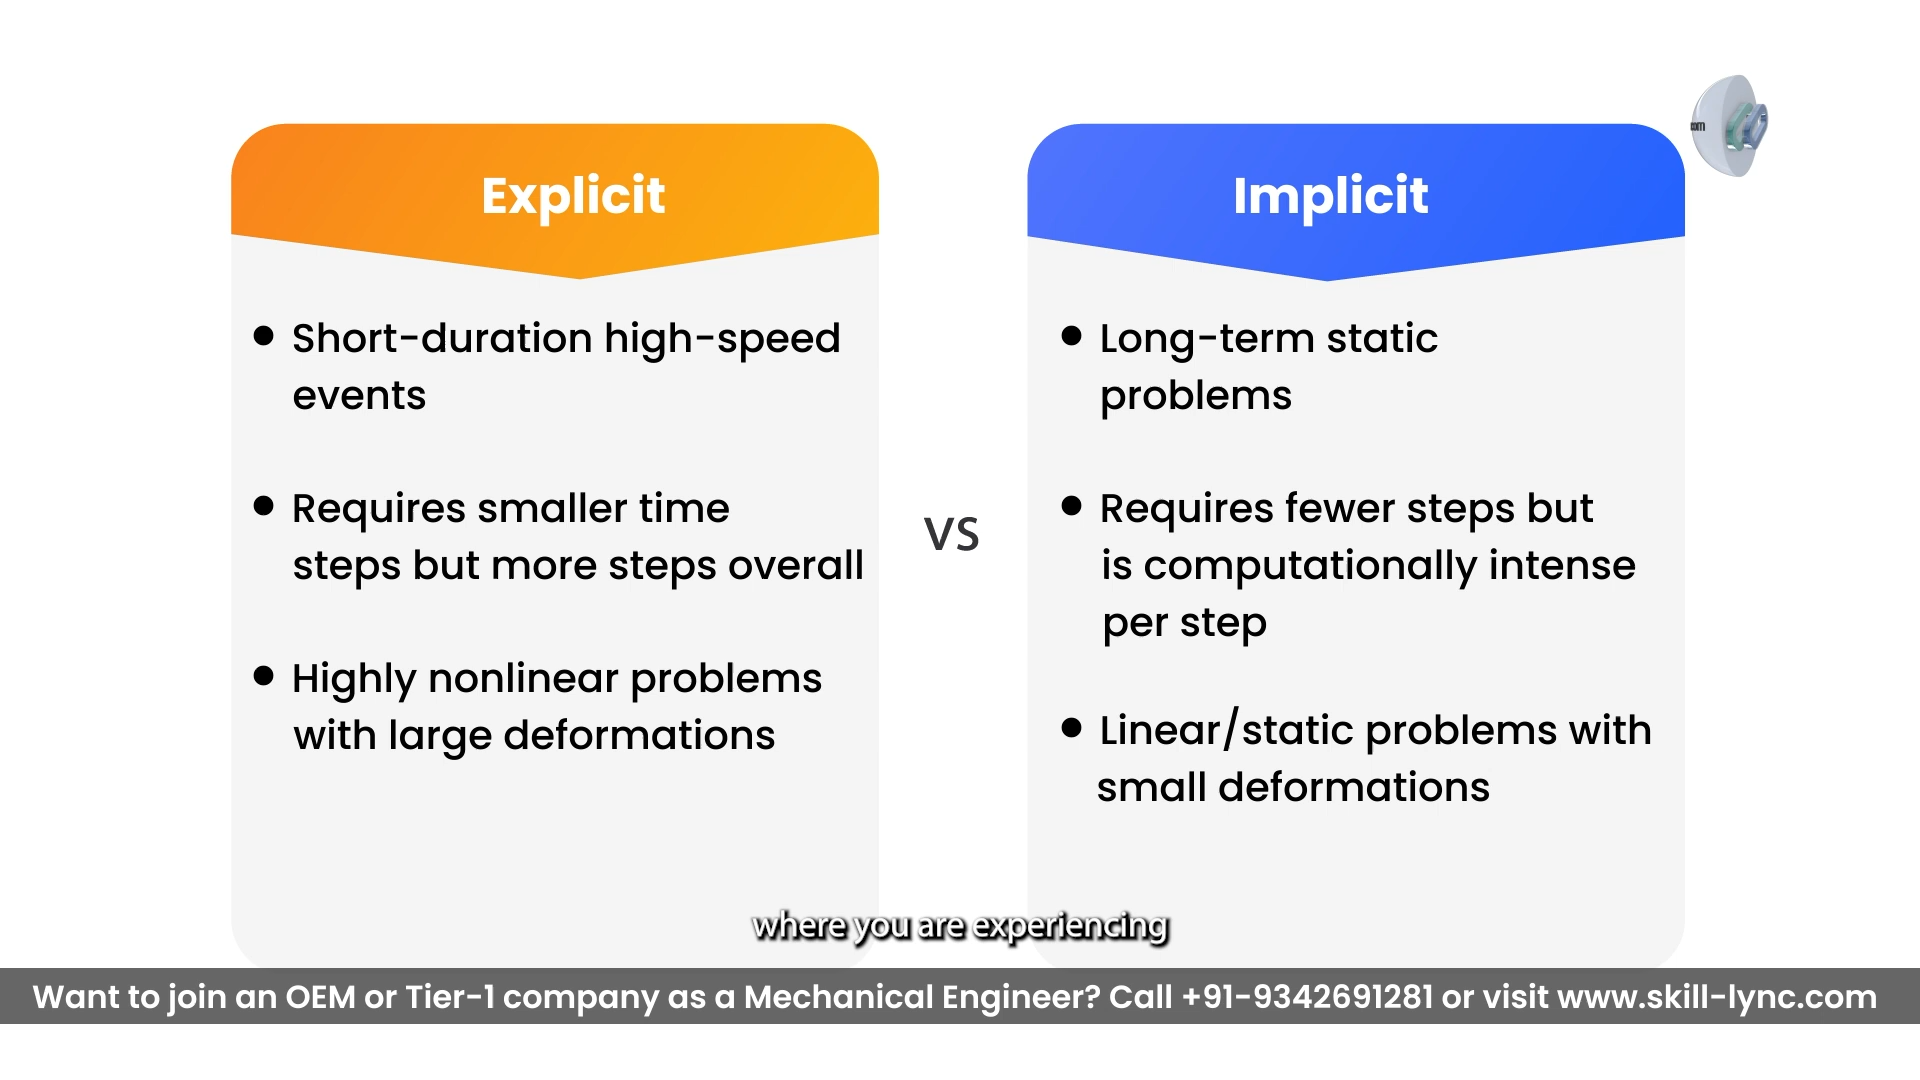 Explicit
Short-duration high-speed
events
Requires smaller time
steps but more steps overall
Highly nonlinear problems
with large deformations
vs
Implicit
Long-term static
problems
Requires fewer steps but
is computationally intense
per step
Linear/static problems with
small deformations
com
where you are experiencing
Want to join an OEM or Tier-1 company as a Mechanical Engineer? Call +91-9342691281 or visit www.skill-lync.com